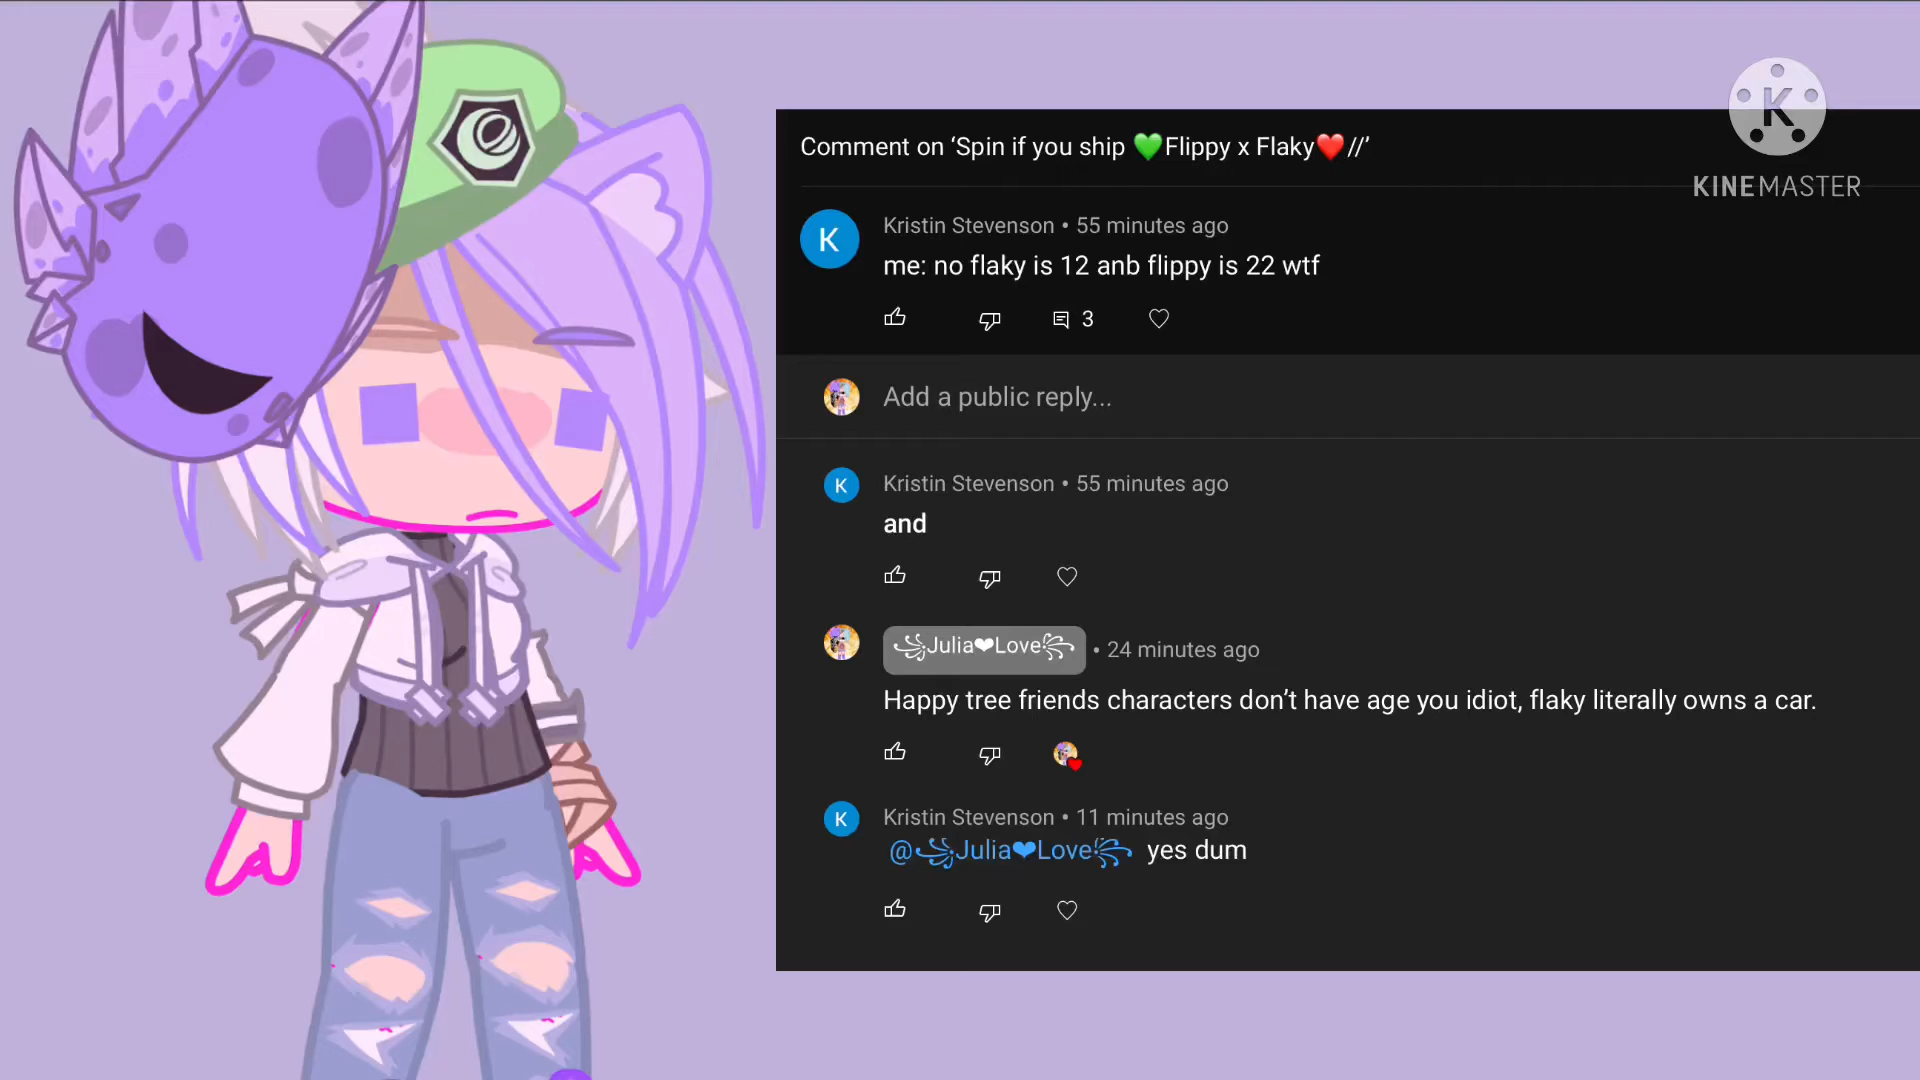 Comment on ‘Spin if you ship 💚Flippy x Flaky❤️//’
K
KINEMASTER
K
Kristin Stevenson • 55 minutes ago
me: no flaky is 12 anb flippy is 22 wtf
3
Add a public reply...
K
Kristin Stevenson • 55 minutes ago
and
꧁Julia❤Love꧂ • 24 minutes ago
Happy tree friends characters don’t have age you idiot, flaky literally owns a car.
K
Kristin Stevenson • 11 minutes ago
@꧁Julia❤Love꧂ yes dum